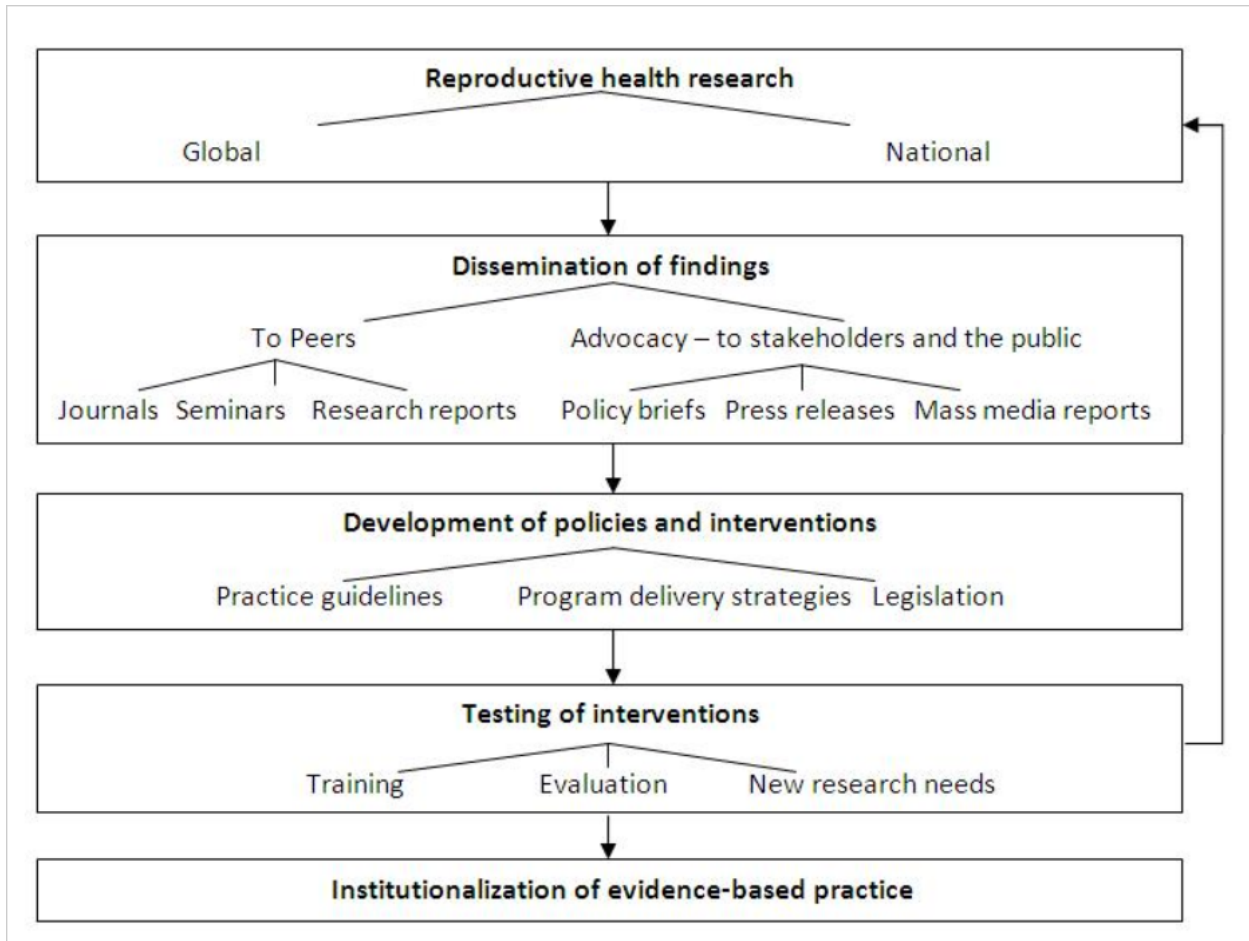 Reproductive health research
Global National
Dissemination of findings
To Peers Advocacy – to stakeholders and the public
Journals Seminars Research reports Policy briefs Press releases Mass media reports
Development of policies and interventions
Practice guidelines Program delivery strategies Legislation
Testing of interventions
Training Evaluation New research needs
Institutionalization of evidence-based practice